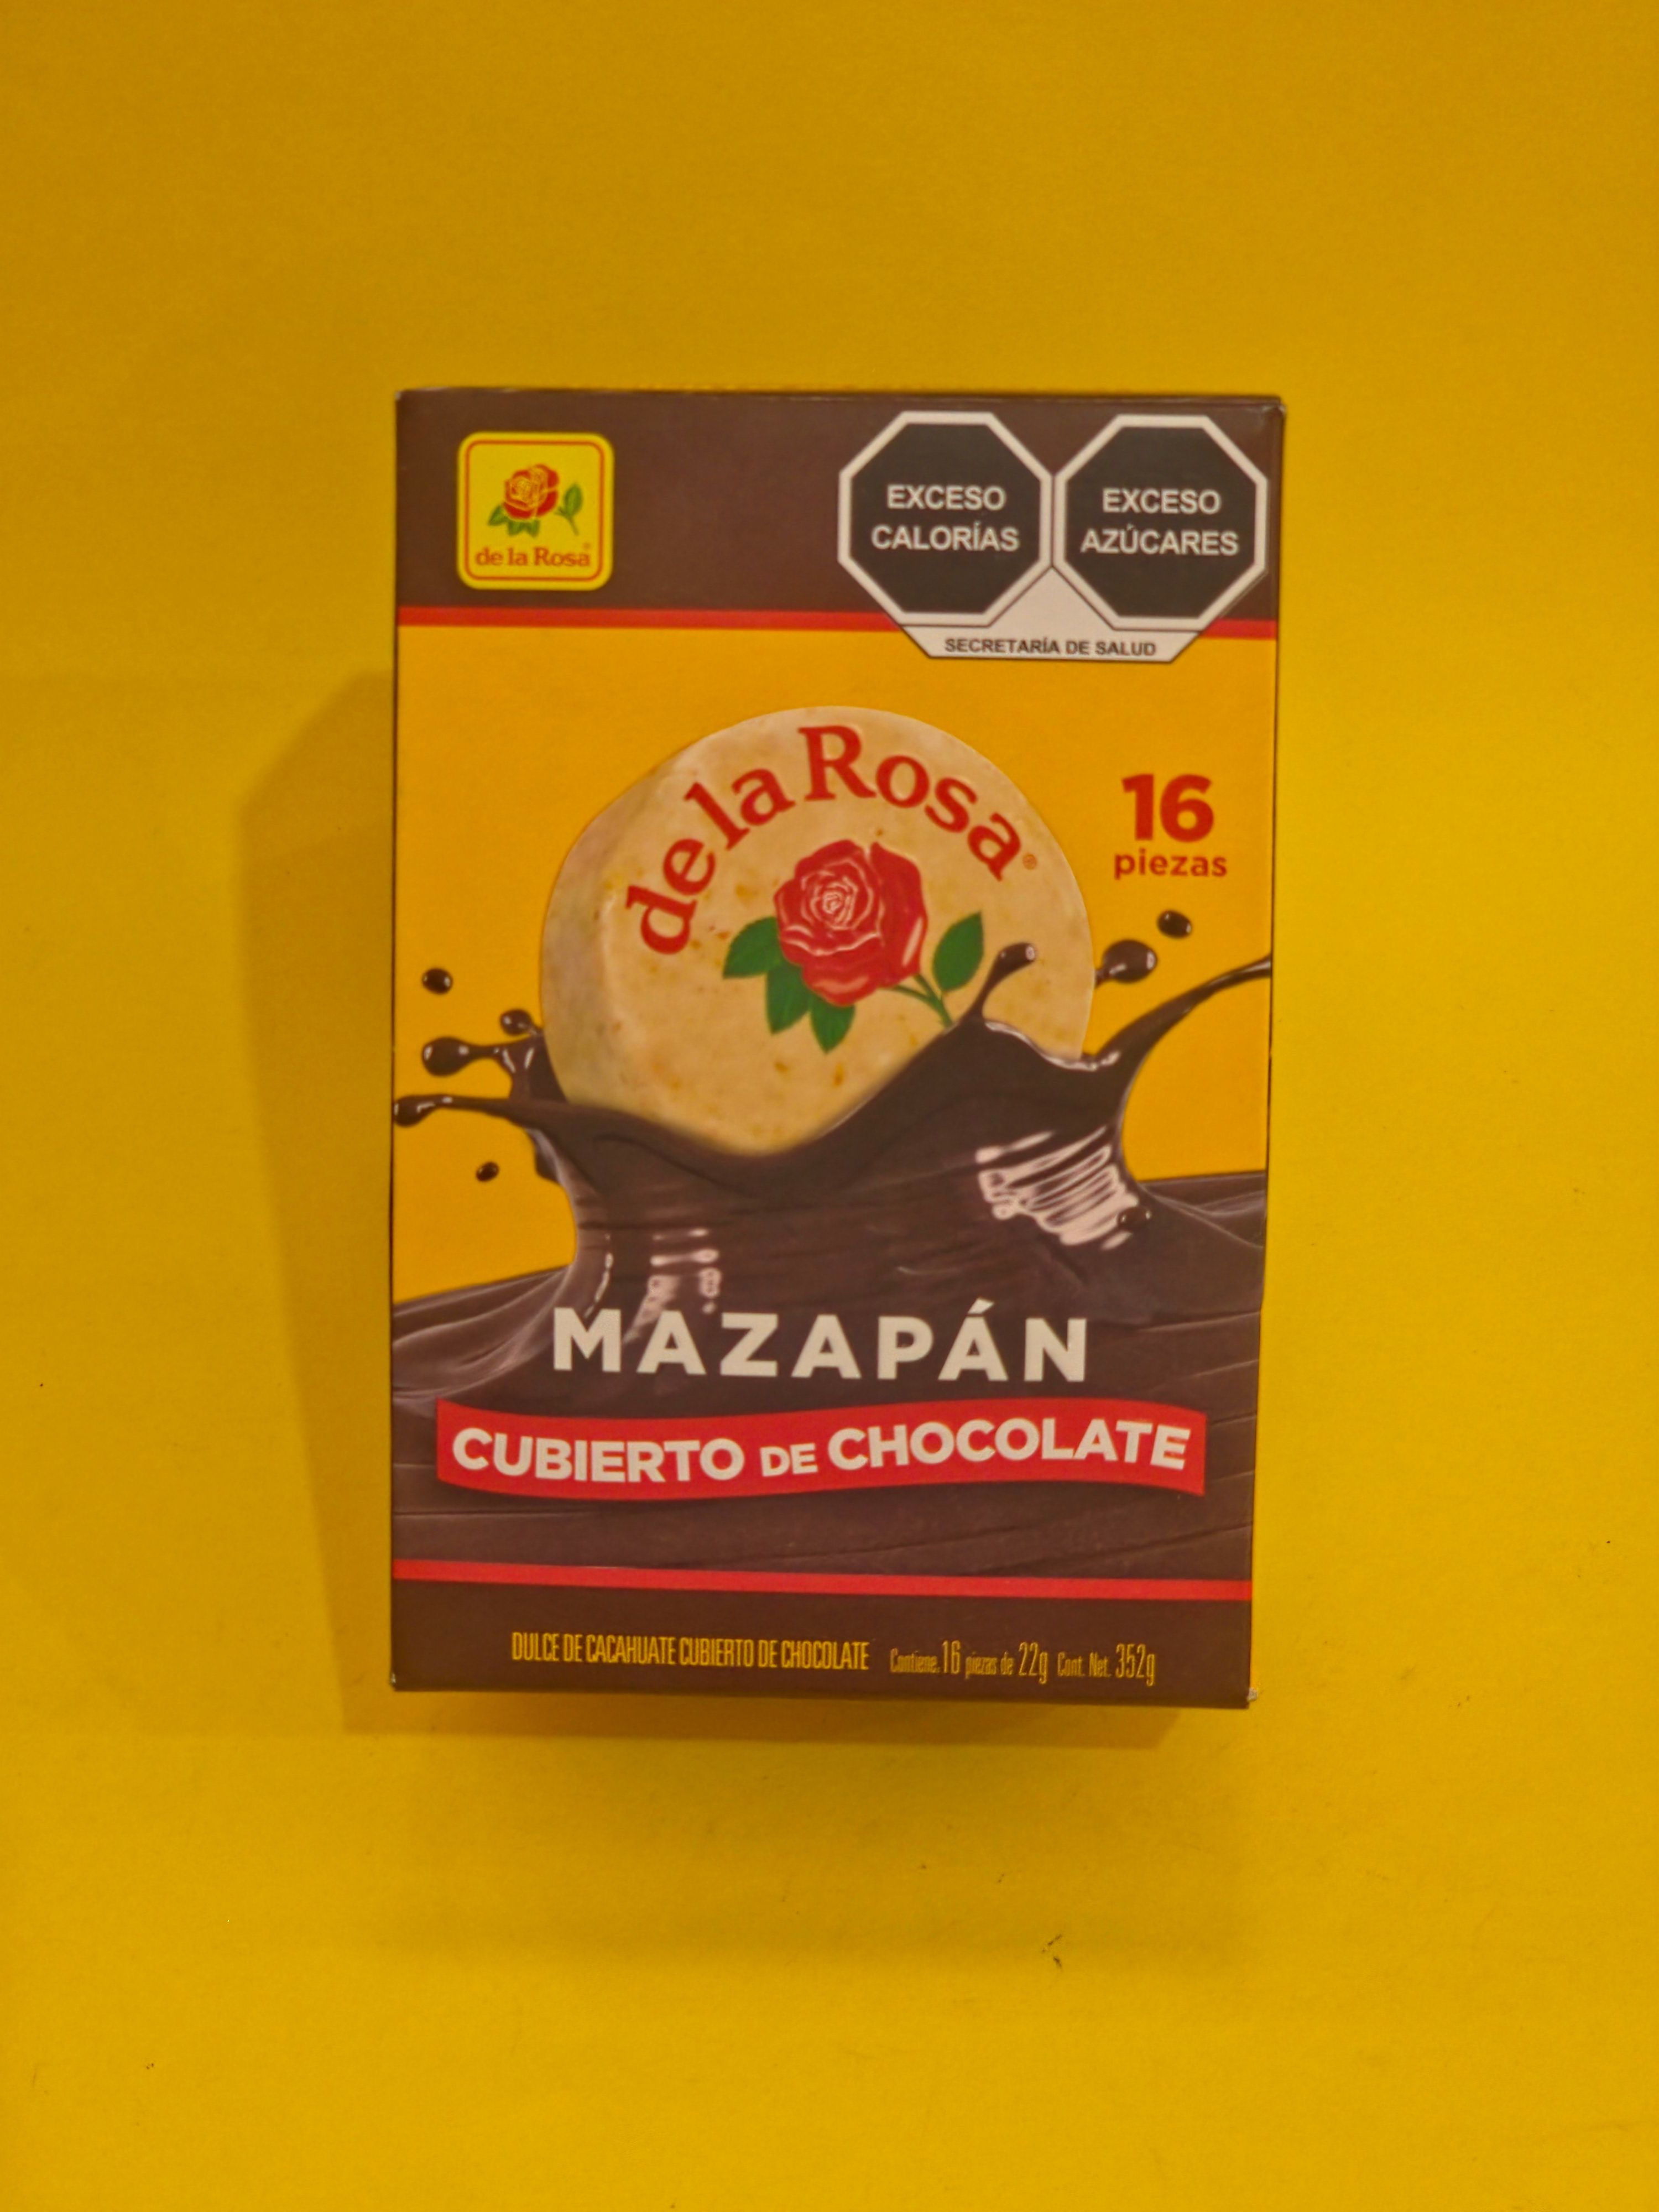 de la Rosa®
EXCESO
CALORÍAS
EXCESO
AZÚCARES
SECRETARÍA DE SALUD
de la Rosa®
16
piezas
MAZAPÁN
CUBIERTO DE CHOCOLATE
DULCE DE CACAHUATE CUBIERTO DE CHOCOLATE Contiene: 16 piezas de 22g Cont. Net. 352g